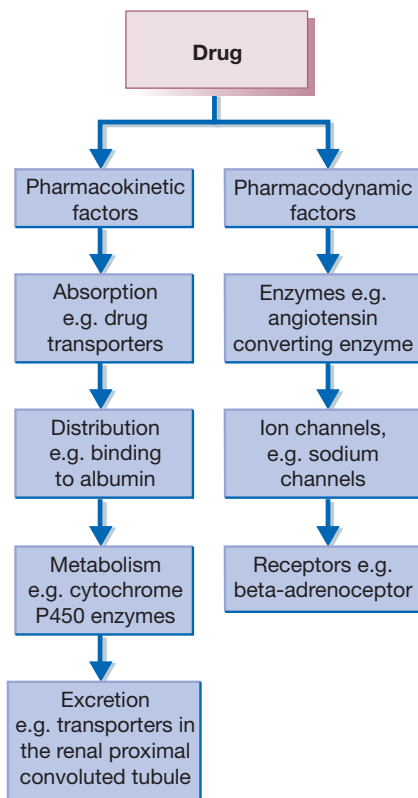 Drug
Pharmacokinetic
factors
Absorption
e.g. drug
transporters
Distribution
e.g. binding
to albumin
Metabolism
e.g. cytochrome
P450 enzymes
Excretion
e.g. transporters in
the renal proximal
convoluted tubule
Pharmacodynamic
factors
Enzymes e.g.
angiotensin
converting enzyme
Ion channels,
e.g. sodium
channels
Receptors e.g.
beta-adrenoceptor